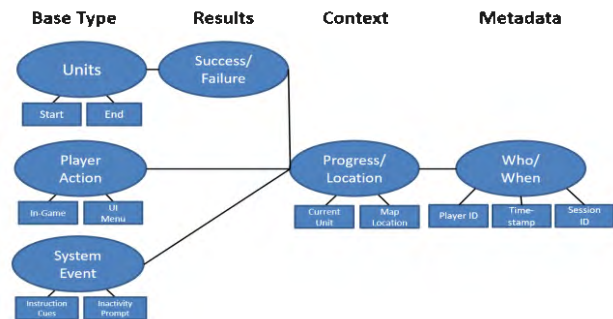 Base Type Results Context Metadata
Units
Success/
Failure
Start
End
Player
Action
Progress/
Location
Who/
When
In-Game
UI
Menu
Current
Unit
Map
Location
Player ID
Time-
stamp
Session
ID
System
Event
Instruction
Cues
Inactivity
Prompt